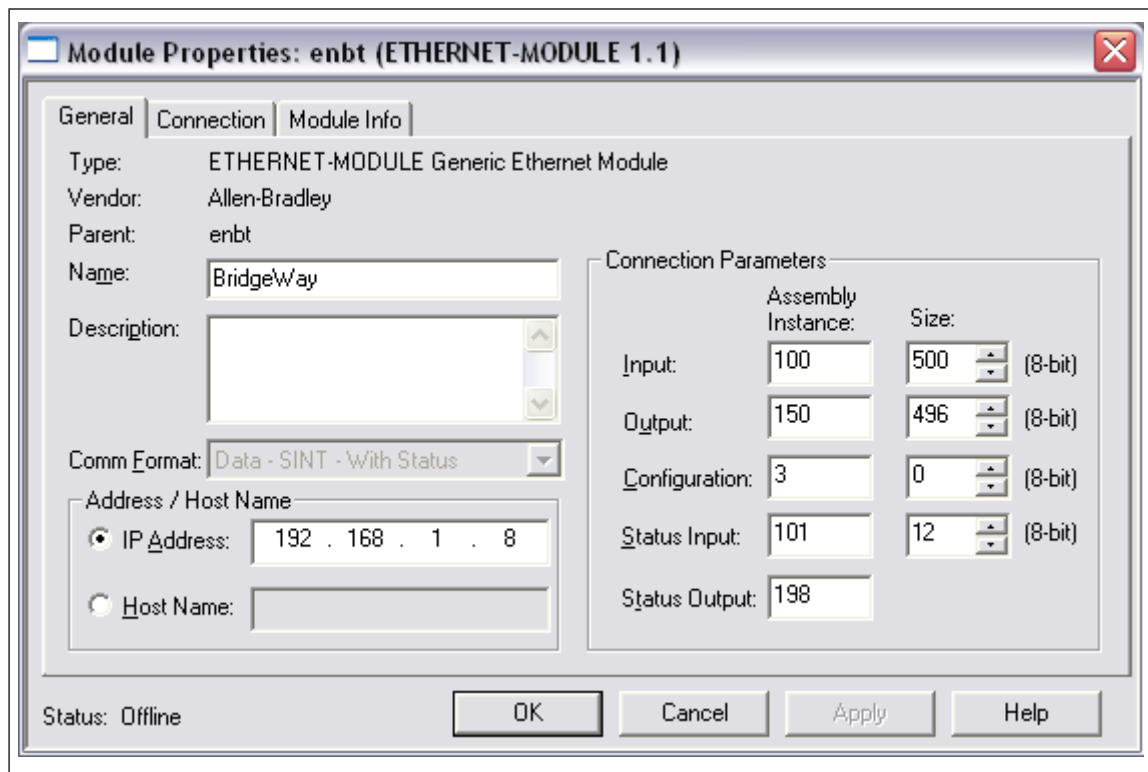 Module Properties: enbt (ETHERNET-MODULE 1.1)
General
Connection
Module Info
Type: ETHERNET-MODULE Generic Ethernet Module
Vendor: Allen-Bradley
Parent: enbt
Name: BridgeWay
Description:
Comm Format: Data - SINT - With Status
Address / Host Name
IP Address: 192 . 168 . 1 . 8
Host Name:
Connection Parameters
Assembly Instance: Size:
Input: 100 500 (8-bit)
Output: 150 496 (8-bit)
Configuration: 3 0 (8-bit)
Status Input: 101 12 (8-bit)
Status Output: 198
Status: Offline
OK
Cancel
Apply
Help